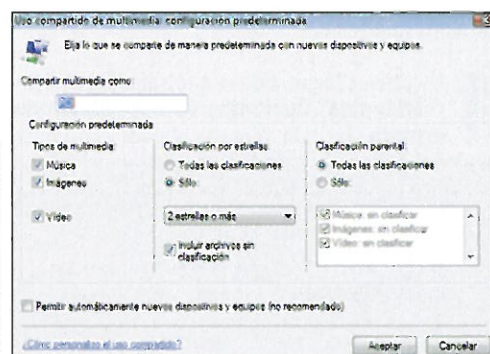 Uso compartido de multimedia: configuración predeterminada
Elija lo que se comparte de manera predeterminada con nuevos dispositivos y equipos.
Compartir multimedia como:
Configuración predeterminada
Tipos de multimedia:
Música
Imágenes
Vídeo
Clasificación por estrellas:
Todas las clasificaciones
Sólo:
2 estrellas o más
Incluir archivos sin
clasificación
Clasificación parental:
Todas las clasificaciones
Sólo:
Música: sin clasificar
Imágenes: sin clasificar
Vídeo: sin clasificar
Permitir automáticamente nuevos dispositivos y equipos (no recomendado)
¿Cómo personalizo el uso compartido?
Aceptar
Cancelar